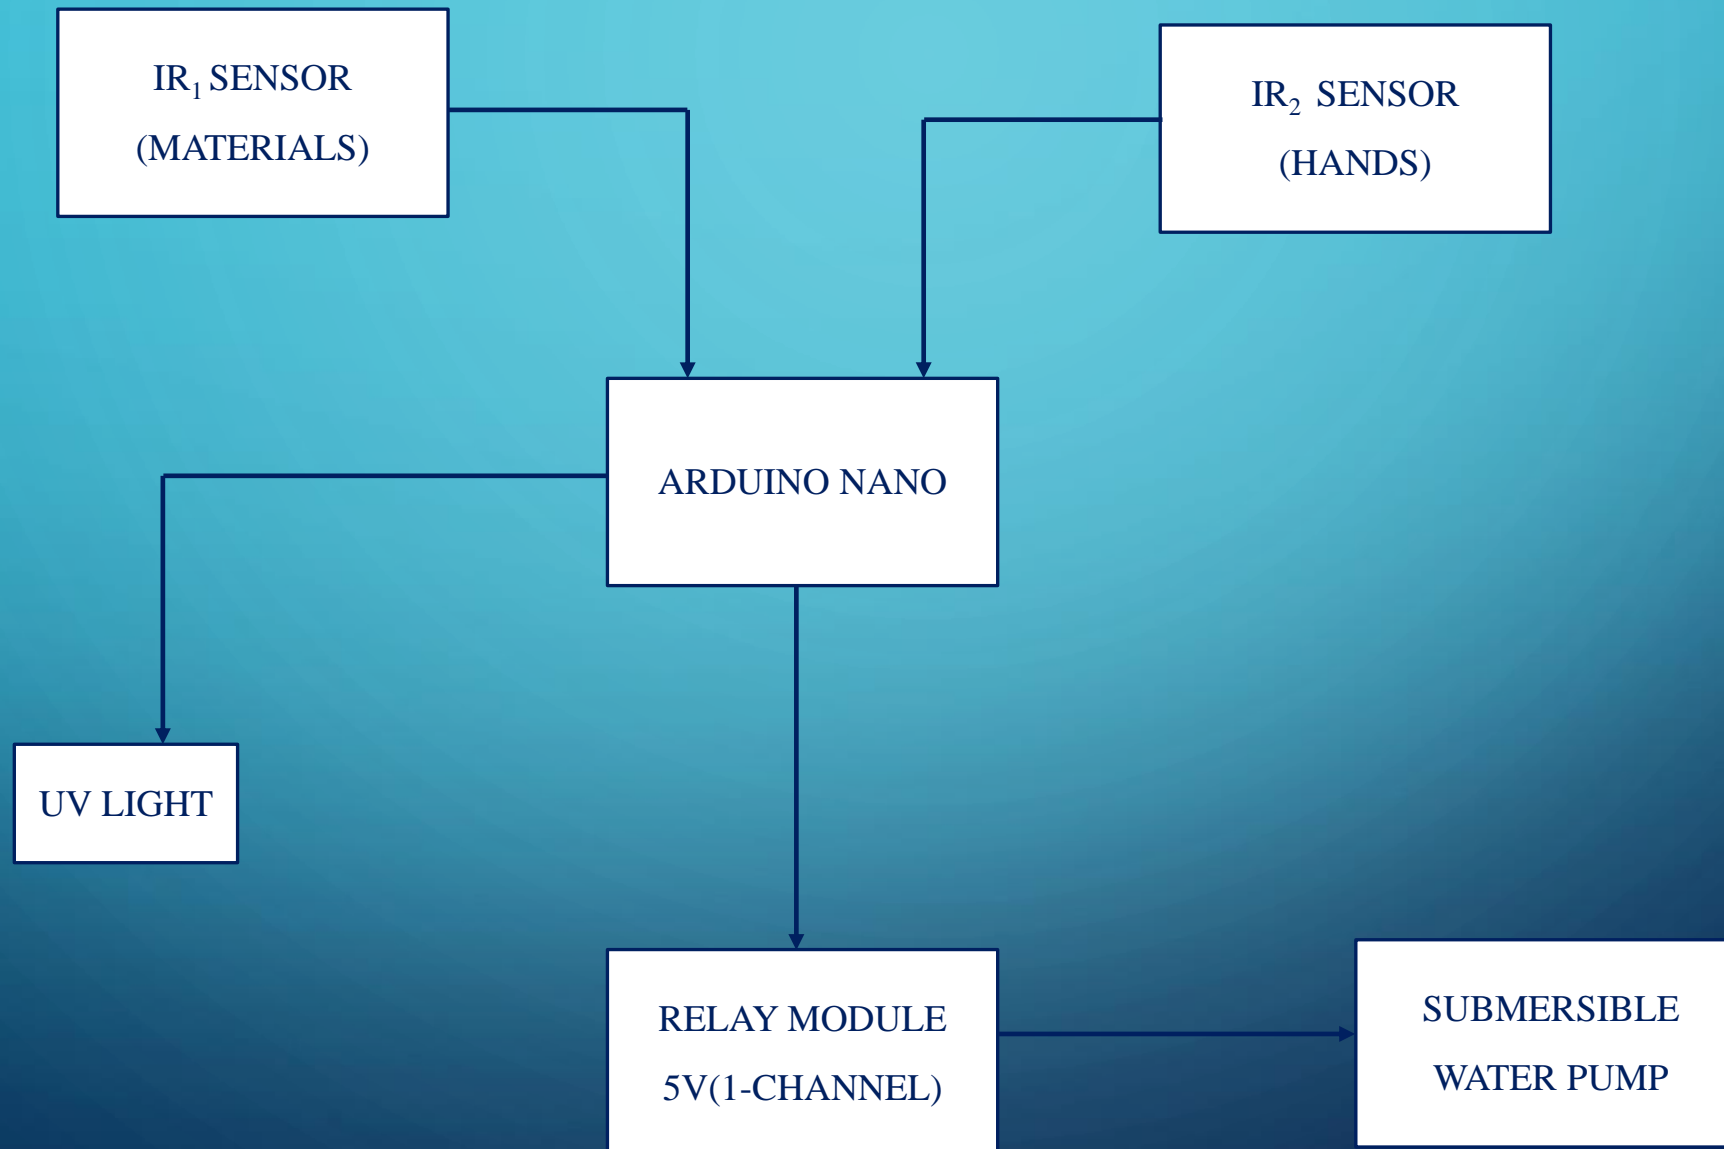 IR₁ SENSOR
(MATERIALS)
IR₂ SENSOR
(HANDS)
ARDUINO NANO
UV LIGHT
RELAY MODULE
5V(1-CHANNEL)
SUBMERSIBLE
WATER PUMP